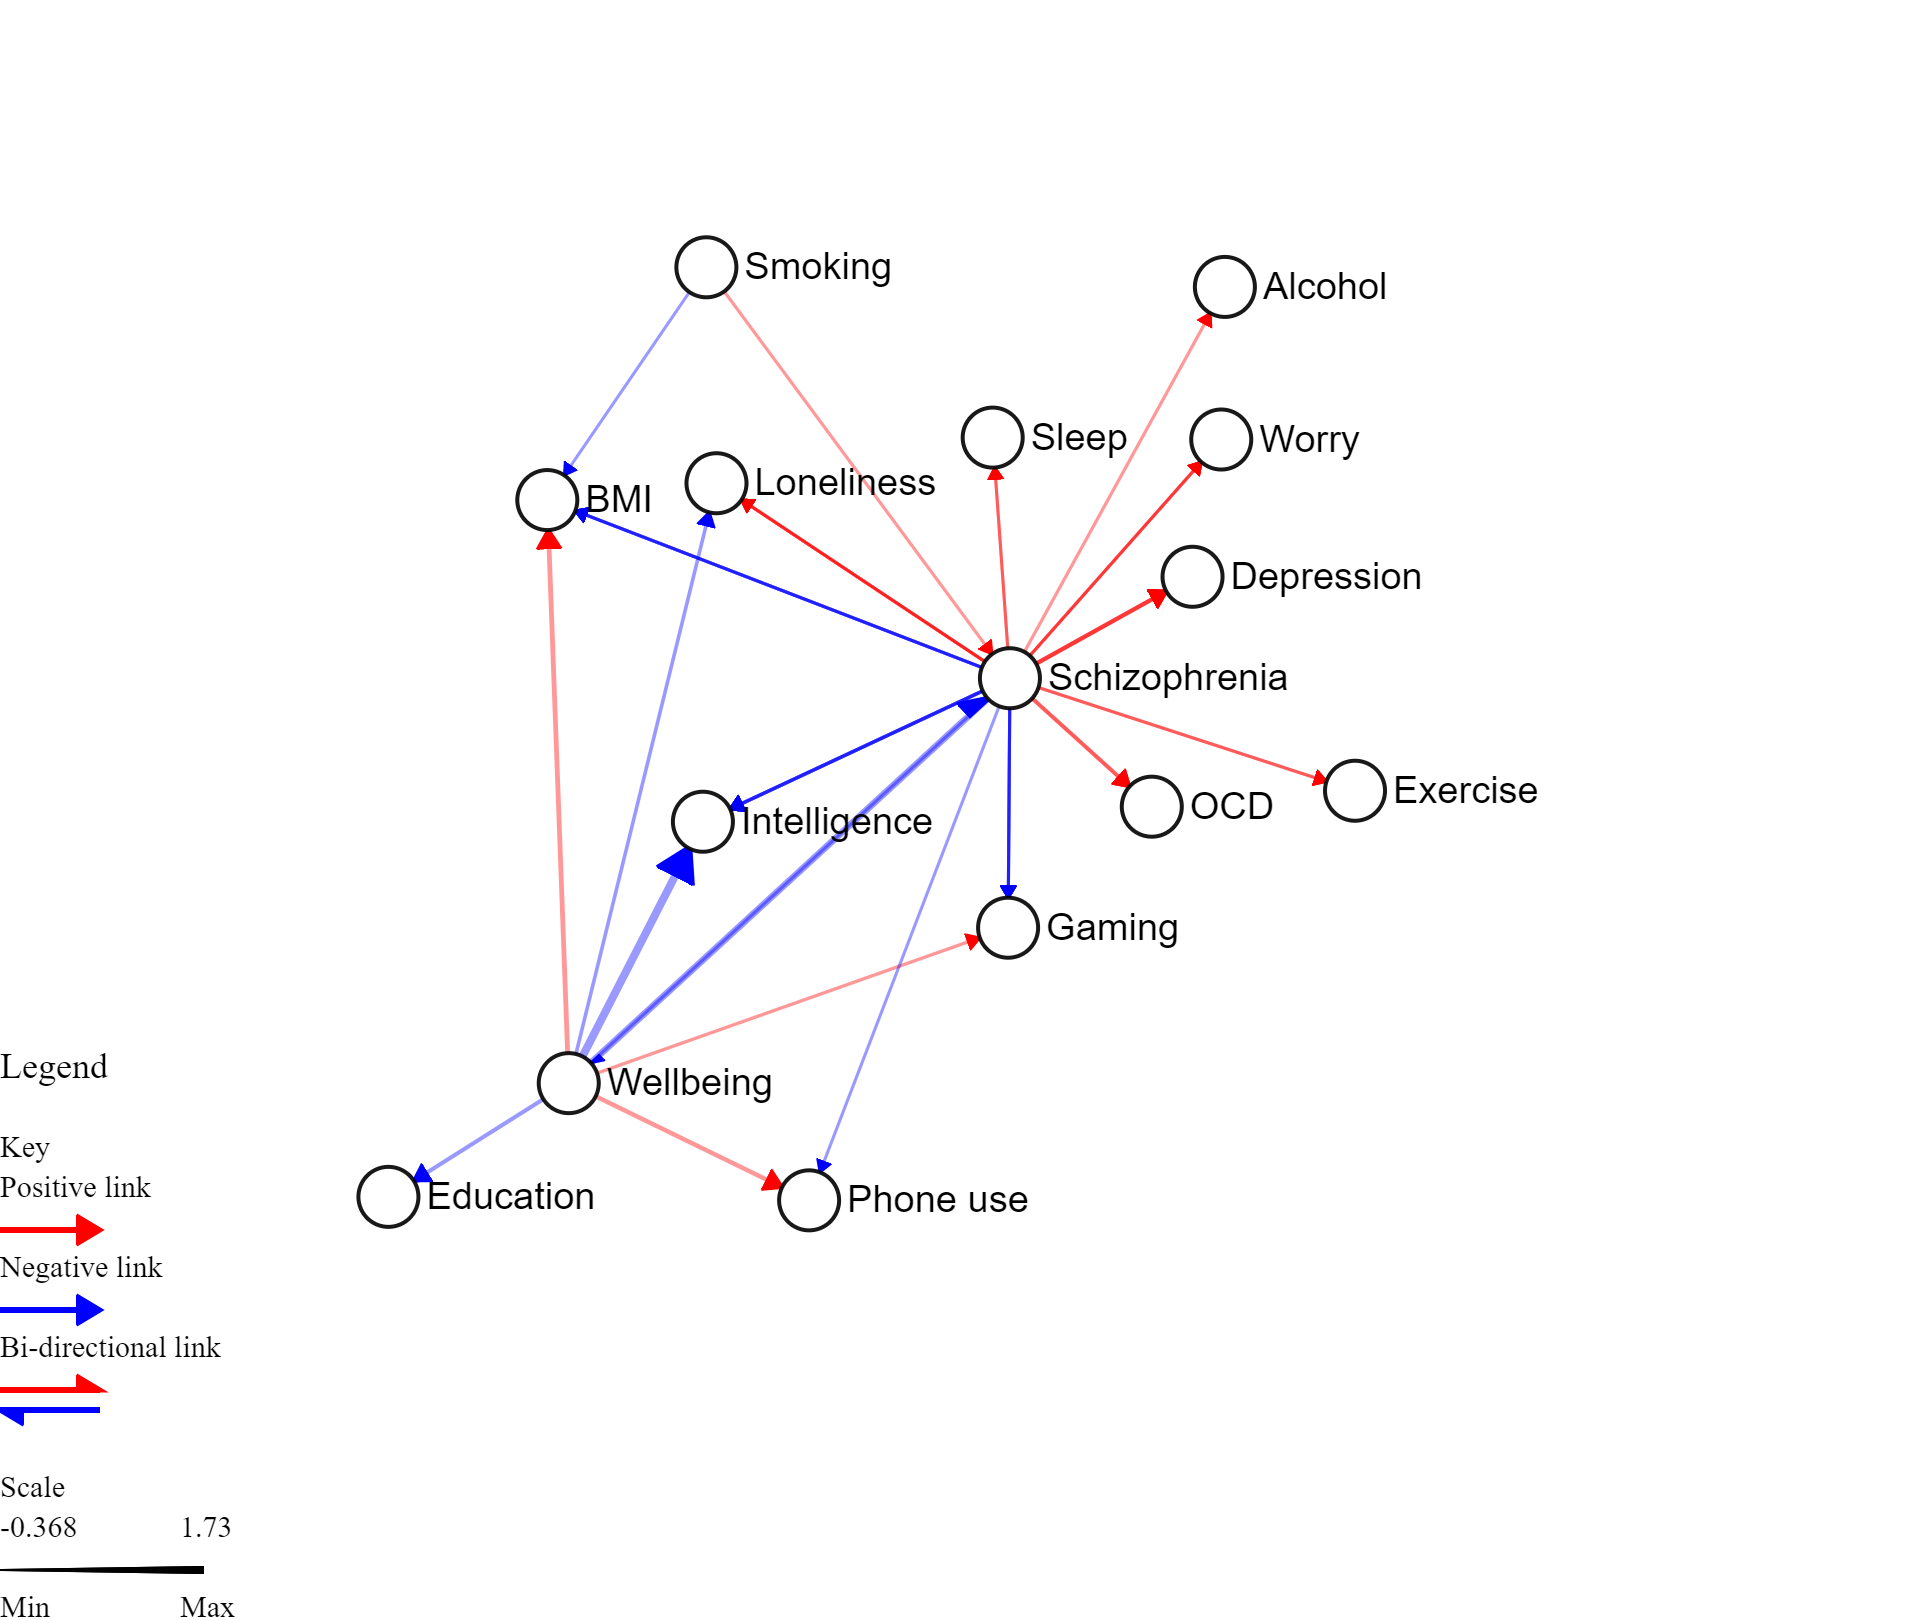 Smoking
Alcohol
Sleep
Worry
Loneliness
BMI
Depression
Schizophrenia
Exercise
OCD
Intelligence
Gaming
Wellbeing
Education
Phone use
Legend
Key
Positive link
Negative link
Bi-directional link
Scale
-0.368 1.73
Min Max